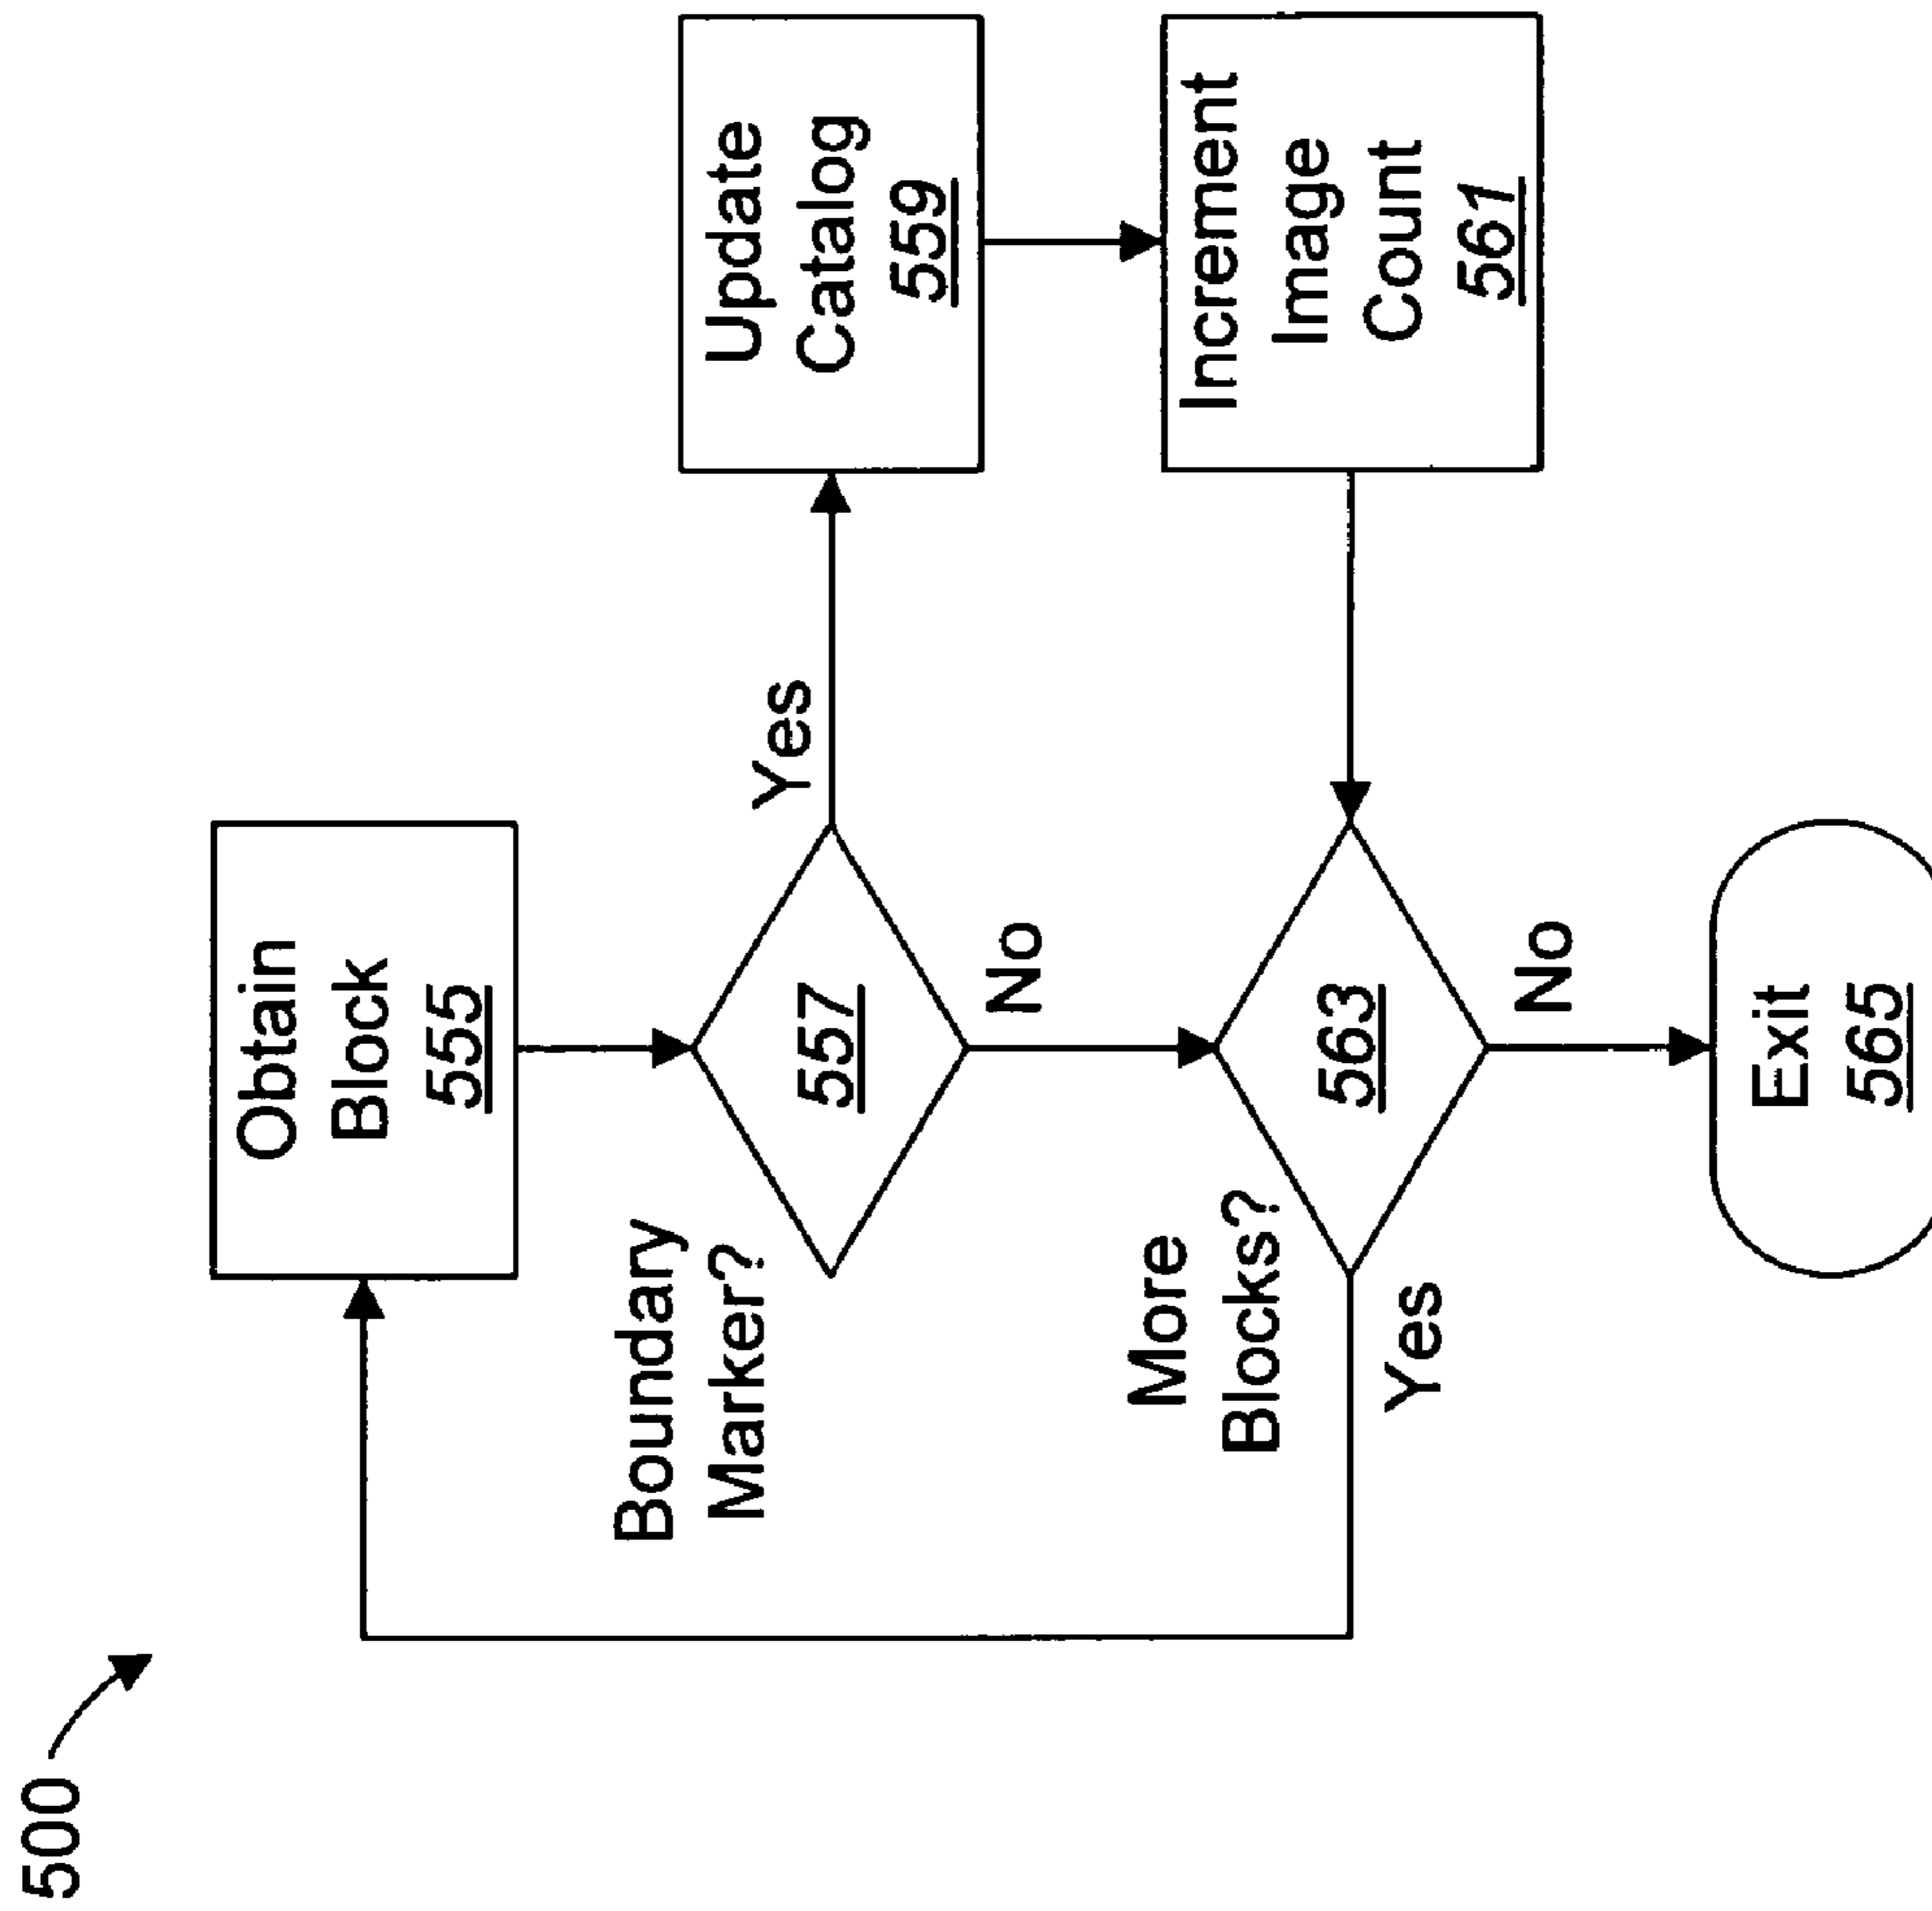 500
Obtain
Block
555
Boundary
Marker?
557
Yes
Update
Catalog
559
No
More
Blocks?
563
Increment
Image
Count
561
Yes
No
Exit
565